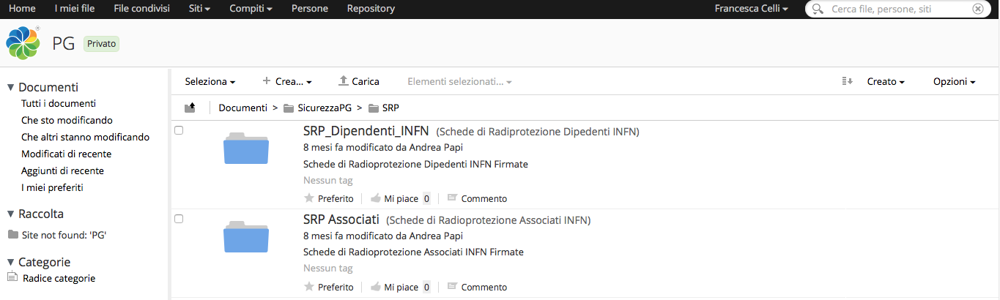 Home I miei file File condivisi Siti Compiti Persone Repository Francesca Celli Cerca file, persone, siti
PG Privato
Documenti
Tutti i documenti
Che sto modificando
Che altri stanno modificando
Modificati di recente
Aggiunti di recente
I miei preferiti
Raccolta
Site not found: 'PG'
Categorie
Radice categorie
Seleziona Crea... Carica Elementi selezionati... Creato Opzioni
Documenti > SicurezzaPG > SRP
SRP_Dipendenti_INFN (Schede di Radiprotezione Dipedenti INFN)
8 mesi fa modificato da Andrea Papi
Schede di Radioprotezione Dipedenti INFN Firmate
Nessun tag
Preferito Mi piace 0 Commento
SRP Associati (Schede di Radioprotezione Associati INFN)
8 mesi fa modificato da Andrea Papi
Schede di Radioprotezione Associati INFN Firmate
Nessun tag
Preferito Mi piace 0 Commento